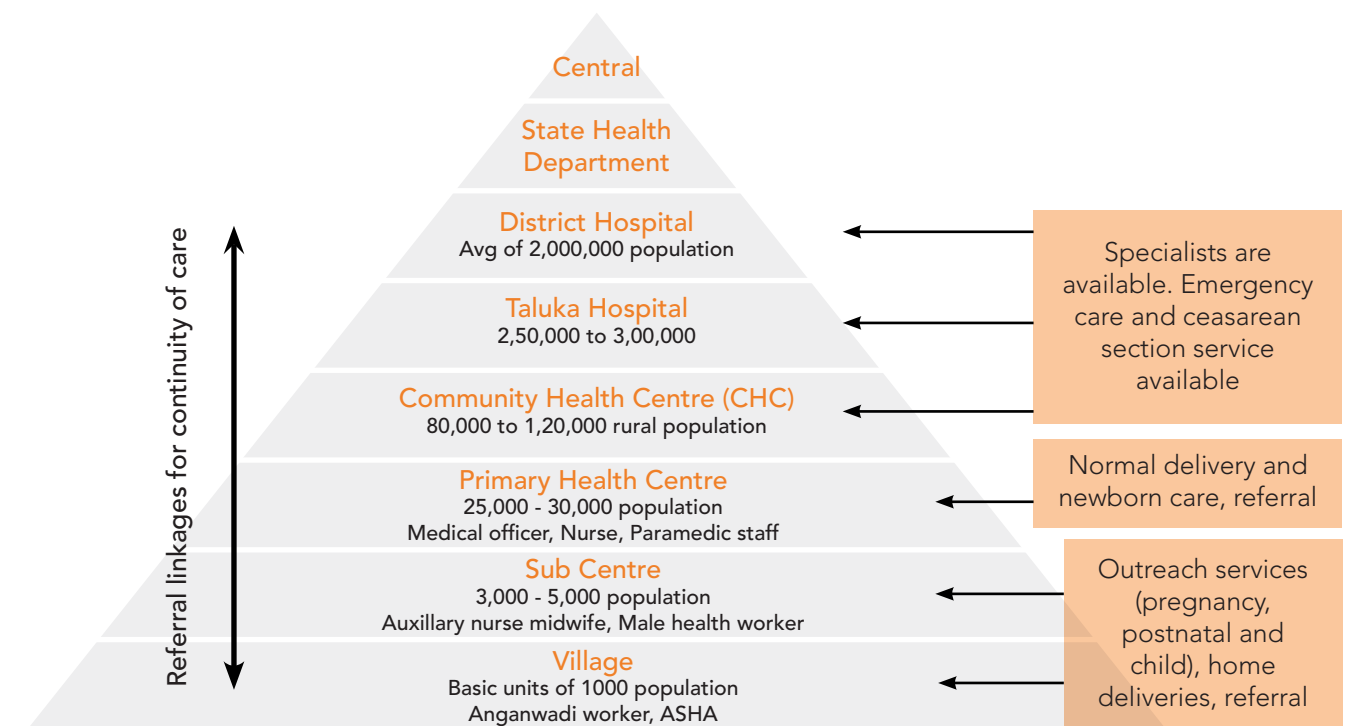 Central
State Health
Department
District Hospital
Avg of 2,000,000 population
Taluka Hospital
2,50,000 to 3,00,000
Community Health Centre (CHC)
80,000 to 1,20,000 rural population
Primary Health Centre
25,000 - 30,000 population
Medical officer, Nurse, Paramedic staff
Sub Centre
3,000 - 5,000 population
Auxillary nurse midwife, Male health worker
Village
Basic units of 1000 population
Anganwadi worker, ASHA
Referral linkages for continuity of care
Specialists are
available. Emergency
care and ceasarean
section service
available
Normal delivery and
newborn care, referral
Outreach services
(pregnancy,
postnatal and
child), home
deliveries, referral